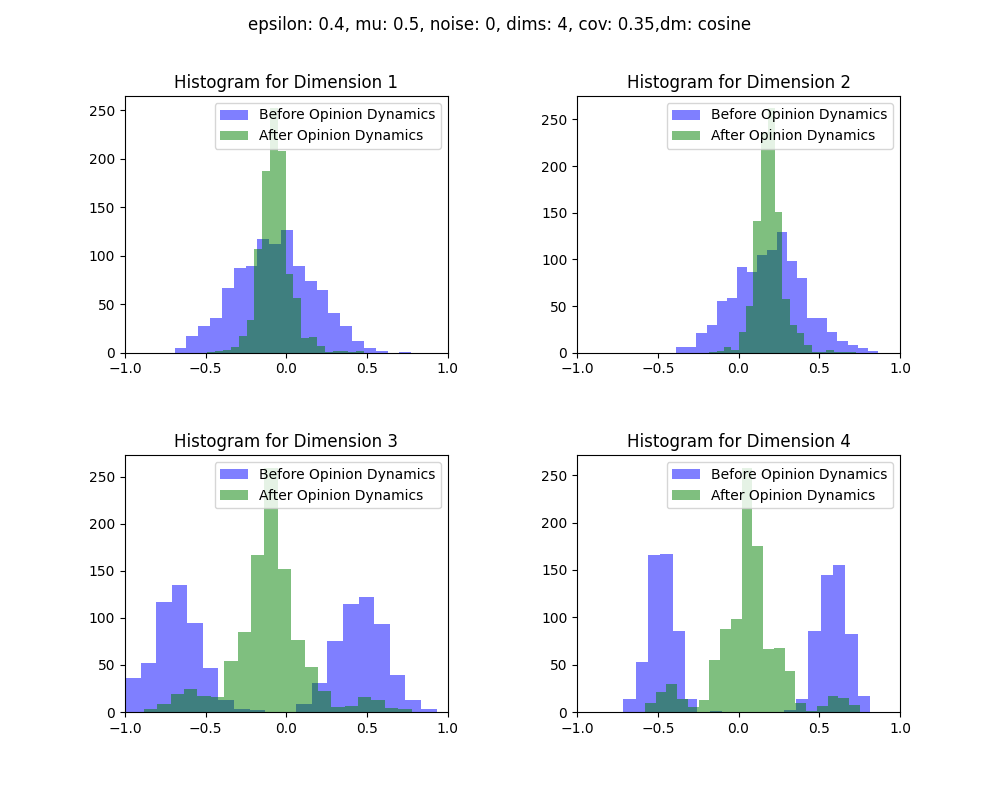 epsilon: 0.4, mu: 0.5, noise: 0, dims: 4, cov: 0.35,dm: cosine
Histogram for Dimension 1
Before Opinion Dynamics
After Opinion Dynamics
250
200
150
100
50
0
−1.0 −0.5 0.0 0.5 1.0
Histogram for Dimension 2
Before Opinion Dynamics
After Opinion Dynamics
250
200
150
100
50
0
−1.0 −0.5 0.0 0.5 1.0
Histogram for Dimension 3
Before Opinion Dynamics
After Opinion Dynamics
250
200
150
100
50
0
−1.0 −0.5 0.0 0.5 1.0
Histogram for Dimension 4
Before Opinion Dynamics
After Opinion Dynamics
250
200
150
100
50
0
−1.0 −0.5 0.0 0.5 1.0